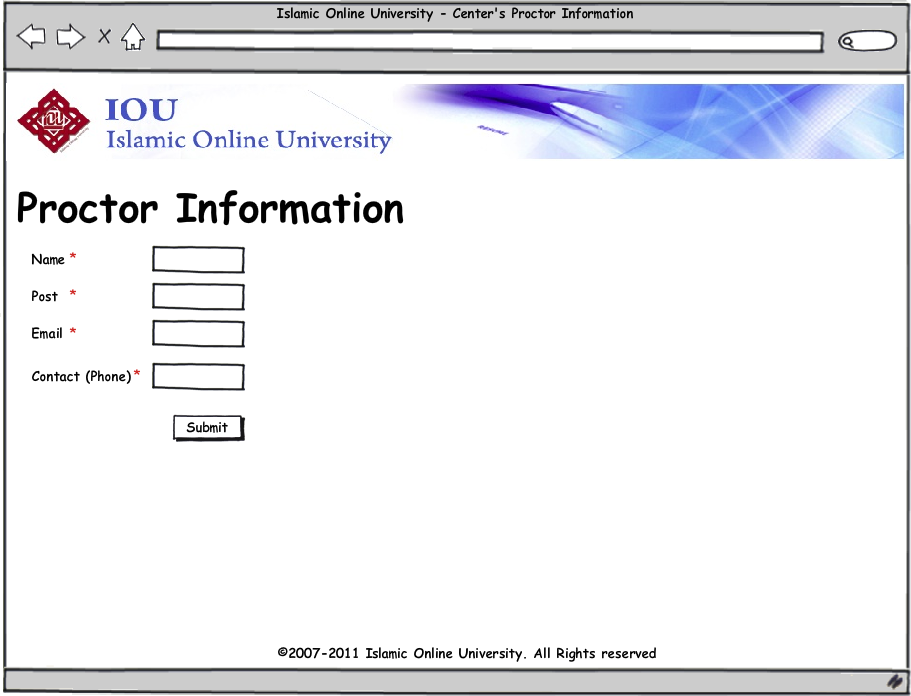 Islamic Online University - Center's Proctor Information
X
IOU
Islamic Online University
RESUME
Proctor Information
Name *
Post *
Email *
Contact (Phone) *
Submit
©2007-2011 Islamic Online University. All Rights reserved